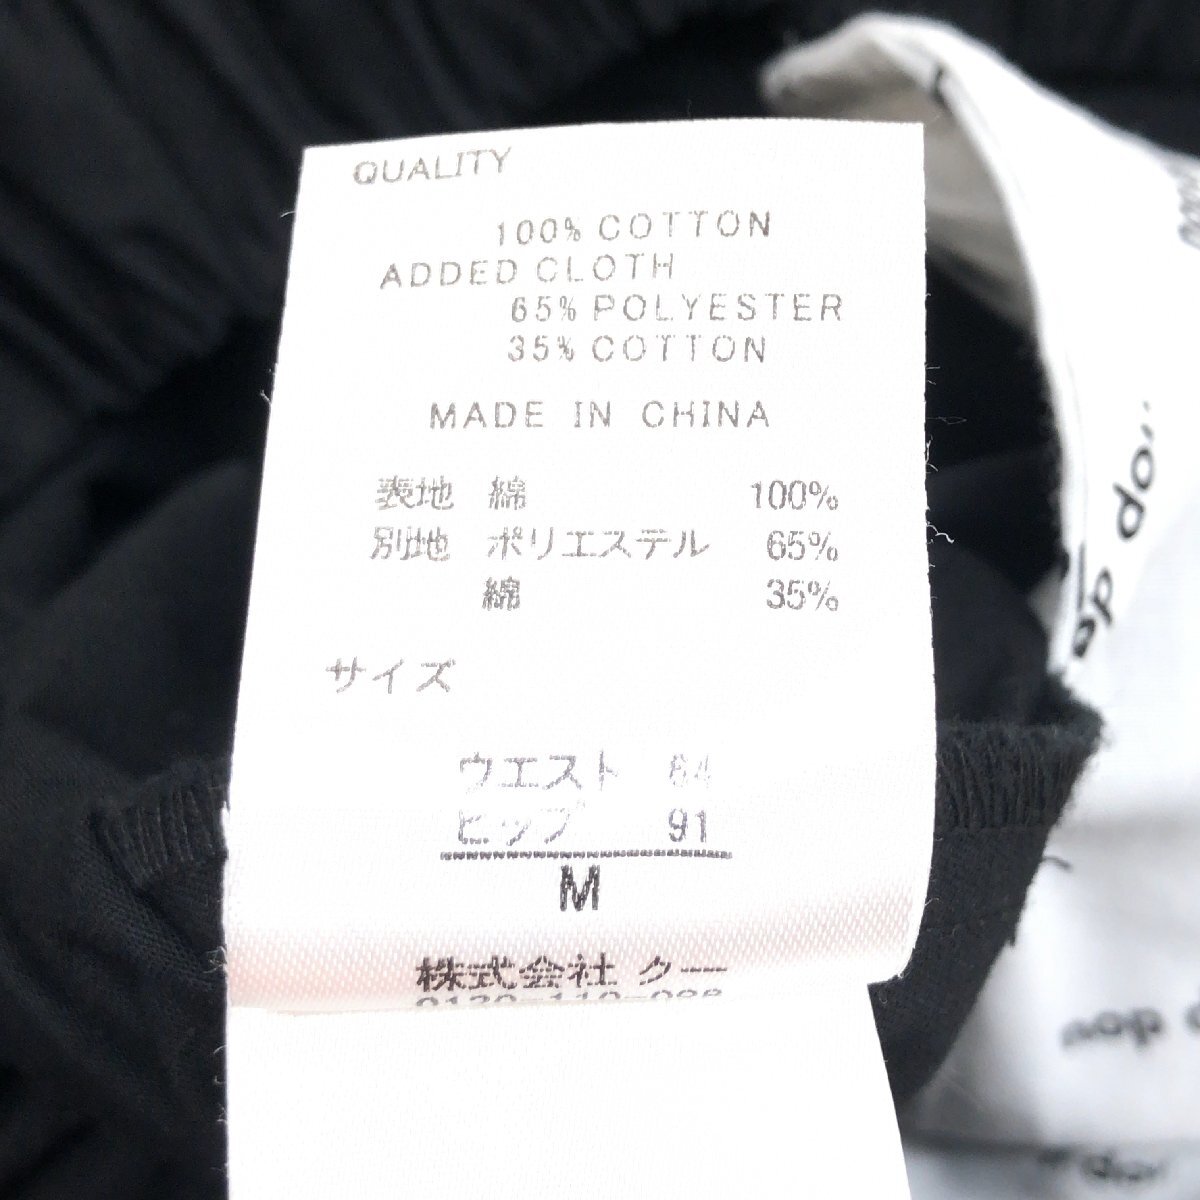 QUALITY
100% COTTON
ADDED CLOTH
65% POLYESTER
35% COTTON
MADE IN CHINA
表地 綿 100%
別地 ポリエステル 65%
綿 35%
サイズ
ウエスト 64
ヒップ 91
M
株式会社 クー